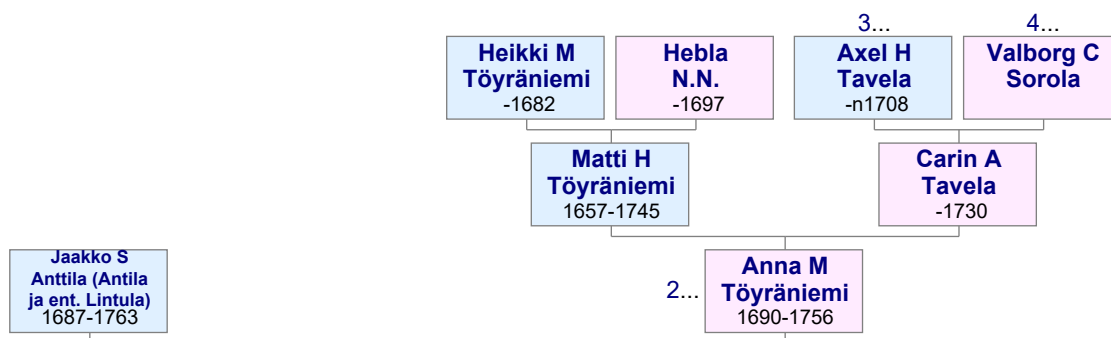 3...
4...
Heikki M
Töyräniemi
-1682
Hebla
N.N.
-1697
Axel H
Tavela
-n1708
Valborg C
Sorola
Matti H
Töyräniemi
1657-1745
Carin A
Tavela
-1730
Jaakko S
Anttila (Antila
ja ent. Lintula)
1687-1763
2...
Anna M
Töyräniemi
1690-1756